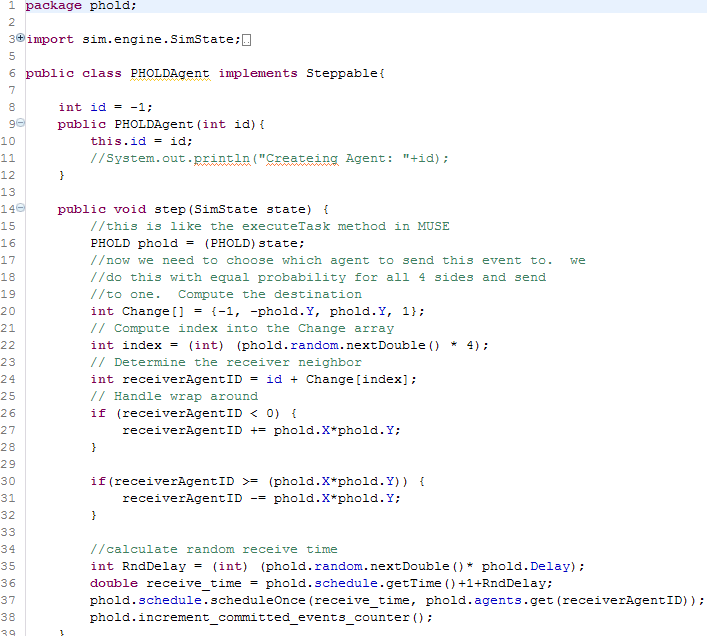 1 package phold;
2
3 import sim.engine.SimState;
5
6 public class PHOLDAgent implements Steppable{
7
8     int id = -1;
9     public PHOLDAgent(int id){
10         this.id = id;
11         //System.out.println("Createing Agent: "+id);
12     }
13
14     public void step(SimState state) {
15         //this is like the executeTask method in MUSE
16         PHOLD phold = (PHOLD)state;
17         //now we need to choose which agent to send this event to.  we
18         //do this with equal probability for all 4 sides and send
19         //to one.  Compute the destination
20         int Change[] = {-1, -phold.Y, phold.Y, 1};
21         // Compute index into the Change array
22         int index = (int) (phold.random.nextDouble() * 4);
23         // Determine the receiver neighbor
24         int receiverAgentID = id + Change[index];
25         // Handle wrap around
26         if (receiverAgentID < 0) {
27             receiverAgentID += phold.X*phold.Y;
28         }
29
30         if(receiverAgentID >= (phold.X*phold.Y)) {
31             receiverAgentID -= phold.X*phold.Y;
32         }
33
34         //calculate random receive time
35         int RndDelay = (int) (phold.random.nextDouble()* phold.Delay);
36         double receive_time = phold.schedule.getTime()+1+RndDelay;
37         phold.schedule.scheduleOnce(receive_time, phold.agents.get(receiverAgentID));
38         phold.increment_committed_events_counter();
39     }